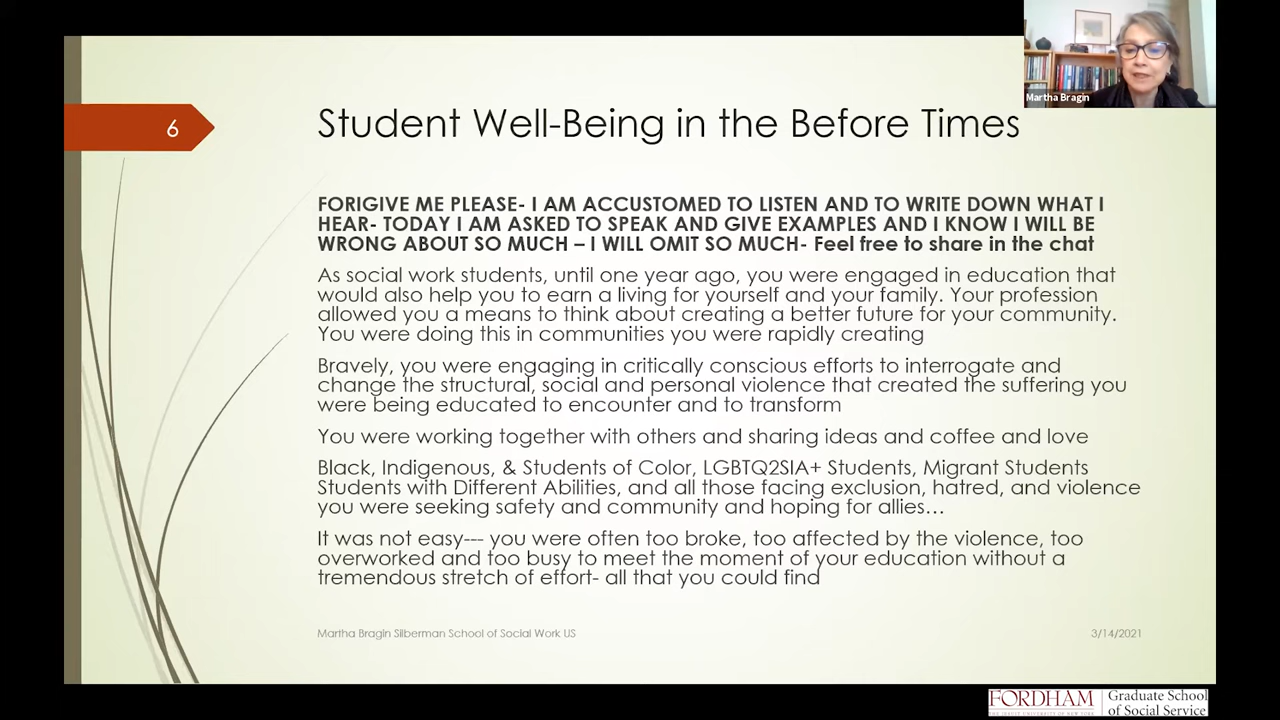 Martha Bragin
6
Student Well-Being in the Before Times
FORIGIVE ME PLEASE- I AM ACCUSTOMED TO LISTEN AND TO WRITE DOWN WHAT I
HEAR- TODAY I AM ASKED TO SPEAK AND GIVE EXAMPLES AND I KNOW I WILL BE
WRONG ABOUT SO MUCH – I WILL OMIT SO MUCH- Feel free to share in the chat
As social work students, until one year ago, you were engaged in education that
would also help you to earn a living for yourself and your family. Your profession
allowed you a means to think about creating a better future for your community.
You were doing this in communities you were rapidly creating
Bravely, you were engaging in critically conscious efforts to interrogate and
change the structural, social and personal violence that created the suffering you
were being educated to encounter and to transform
You were working together with others and sharing ideas and coffee and love
Black, Indigenous, & Students of Color, LGBTQ2SIA+ Students, Migrant Students
Students with Different Abilities, and all those facing exclusion, hatred, and violence
you were seeking safety and community and hoping for allies…
It was not easy--- you were often too broke, too affected by the violence, too
overworked and too busy to meet the moment of your education without a
tremendous stretch of effort- all that you could find
Martha Bragin Silberman School of Social Work US
3/14/2021
FORDHAM
Graduate School
of Social Service